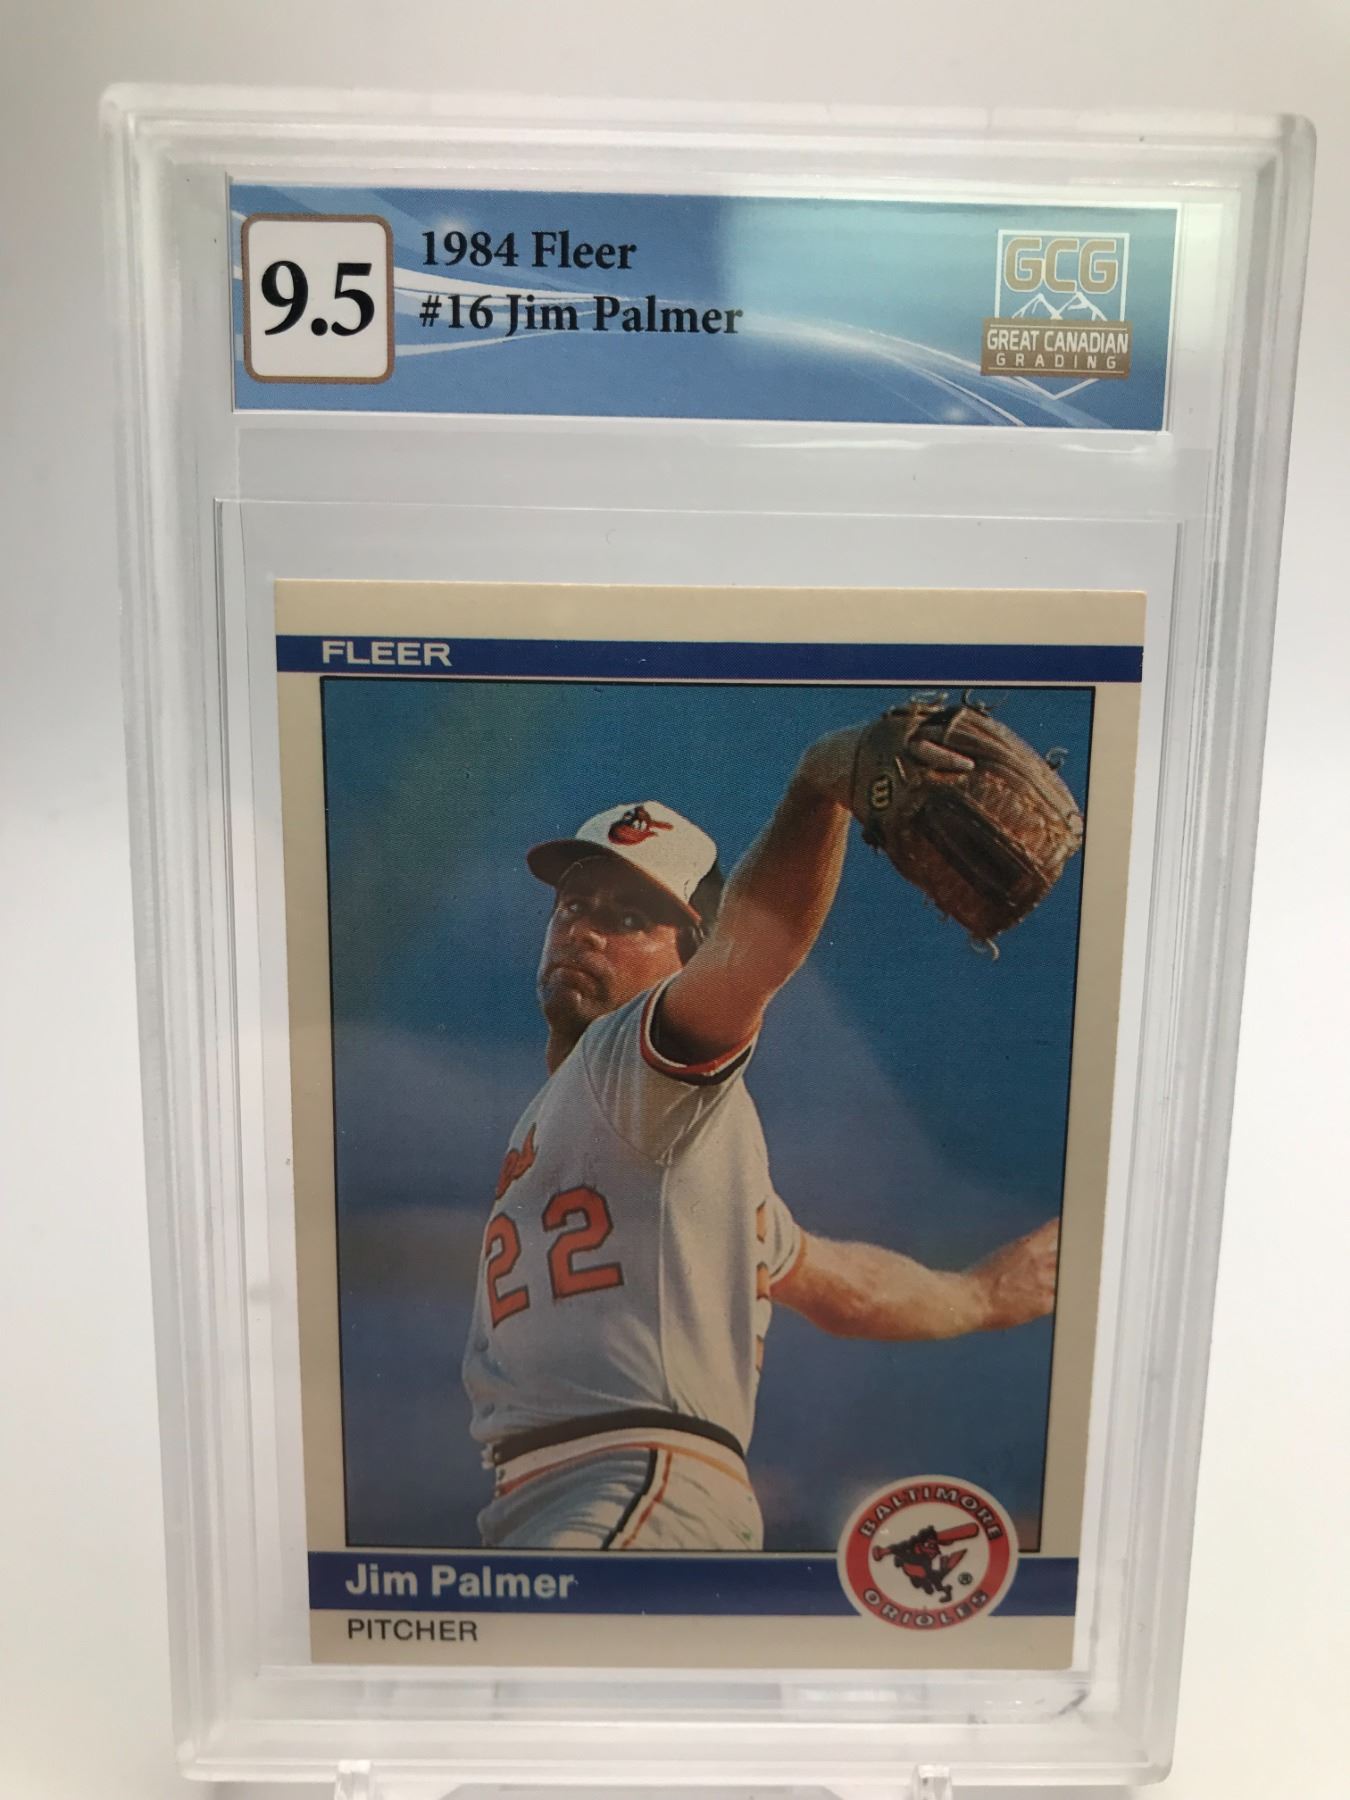 9.5
1984 Fleer
#16 Jim Palmer
GCG
GREAT CANADIAN
GRADING
FLEER
22
BALTIMORE
ORIOLES
®
Jim Palmer
PITCHER